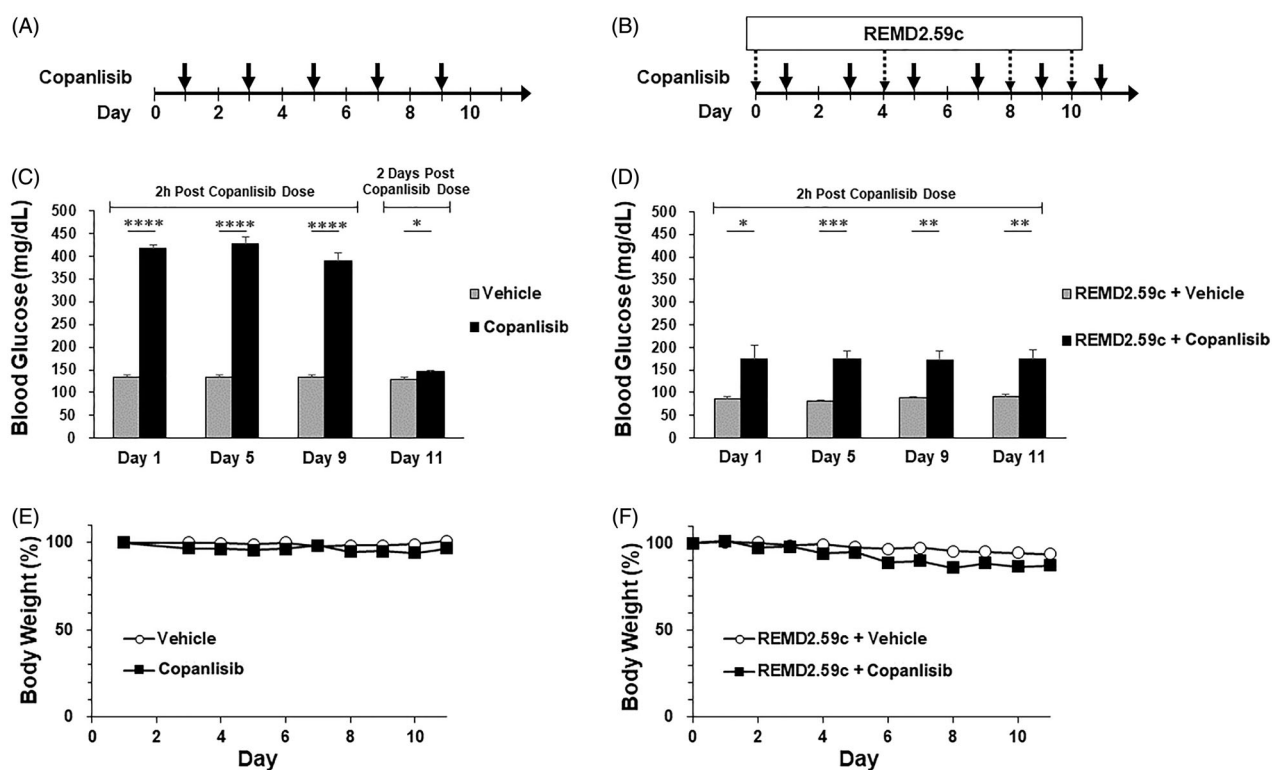 (A)
Copanlisib
Day 0 2 4 6 8 10
(B)
REMD2.59c
Copanlisib
Day 0 2 4 6 8 10
(C)
2h Post Copanlisib Dose
2 Days Post
Copanlisib Dose
Blood Glucose (mg/dL)
500
450
400
350
300
250
200
150
100
50
0
**** **** **** *
Day 1 Day 5 Day 9 Day 11
Vehicle
Copanlisib
(D)
2h Post Copanlisib Dose
Blood Glucose (mg/dL)
500
450
400
350
300
250
200
150
100
50
0
* *** ** **
Day 1 Day 5 Day 9 Day 11
REMD2.59c + Vehicle
REMD2.59c + Copanlisib
(E)
Body Weight (%)
100
50
0
Vehicle
Copanlisib
0 2 4 6 8 10
Day
(F)
Body Weight (%)
100
50
0
REMD2.59c + Vehicle
REMD2.59c + Copanlisib
0 2 4 6 8 10
Day